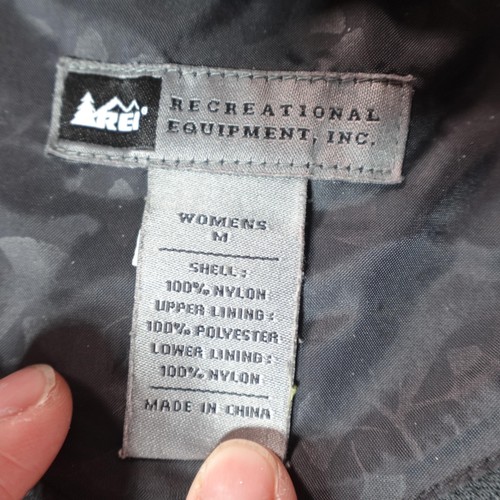 REI
RECREATIONAL
EQUIPMENT, INC.
WOMENS
M
SHELL:
100% NYLON
UPPER LINING:
100% POLYESTER
LOWER LINING:
100% NYLON
MADE IN CHINA